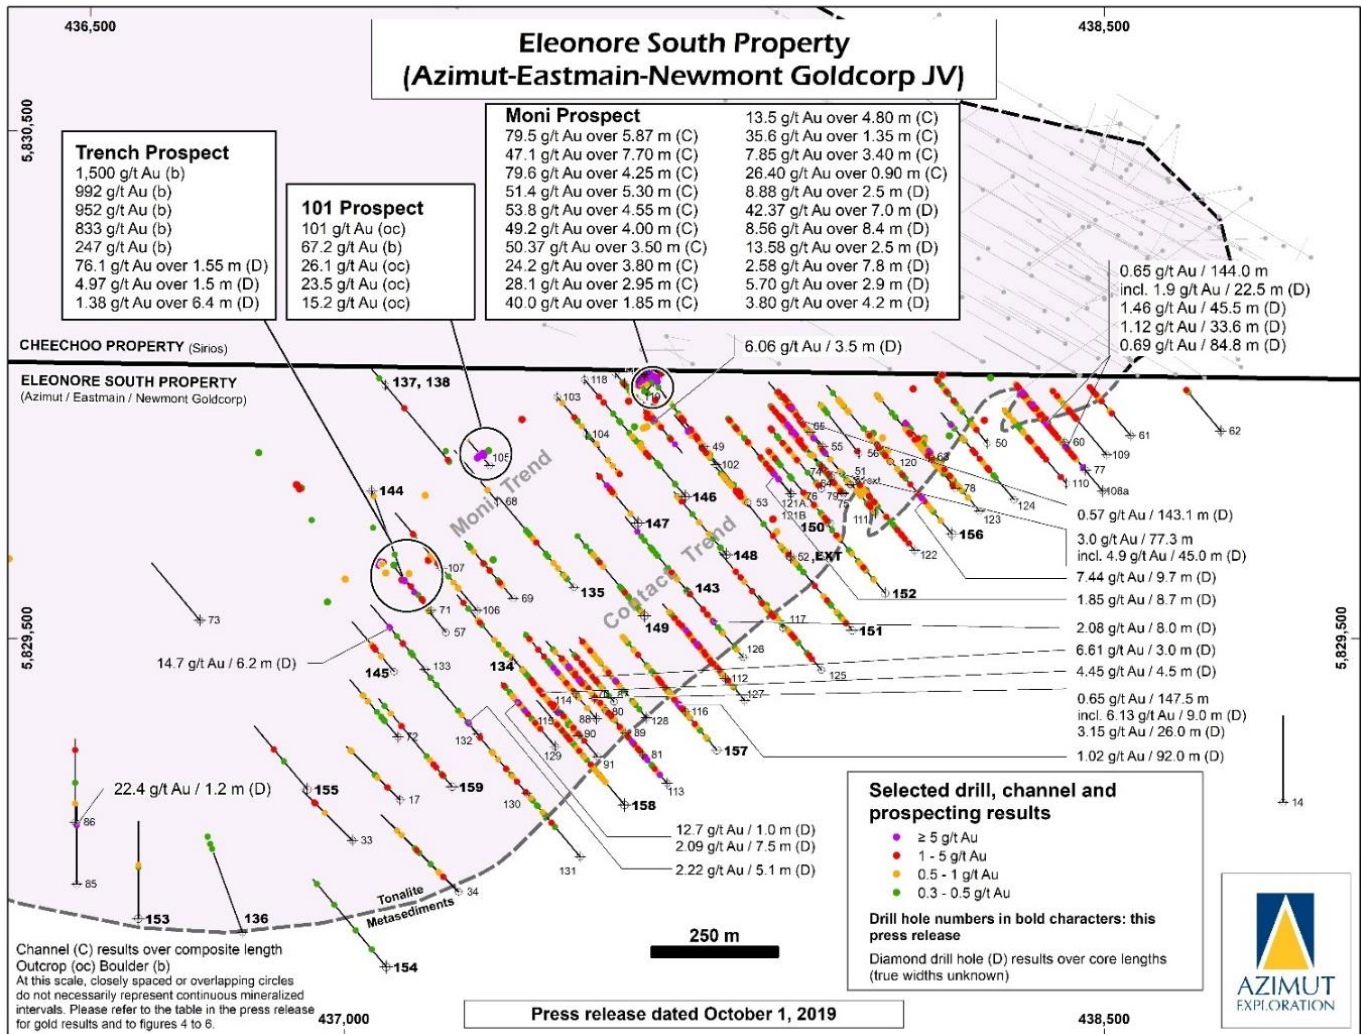 436,500
438,500
Eleonore South Property
(Azimut-Eastmain-Newmont Goldcorp JV)
5,830,500
Trench Prospect
1,500 g/t Au (b)
992 g/t Au (b)
952 g/t Au (b)
833 g/t Au (b)
247 g/t Au (b)
76.1 g/t Au over 1.55 m (D)
4.97 g/t Au over 1.5 m (D)
1.38 g/t Au over 6.4 m (D)
101 Prospect
101 g/t Au (oc)
67.2 g/t Au (b)
26.1 g/t Au (oc)
23.5 g/t Au (oc)
15.2 g/t Au (oc)
Moni Prospect
79.5 g/t Au over 5.87 m (C)
47.1 g/t Au over 7.70 m (C)
79.6 g/t Au over 4.25 m (C)
51.4 g/t Au over 5.30 m (C)
53.8 g/t Au over 4.55 m (C)
49.2 g/t Au over 4.00 m (C)
50.37 g/t Au over 3.50 m (C)
24.2 g/t Au over 3.80 m (C)
28.1 g/t Au over 2.95 m (C)
40.0 g/t Au over 1.85 m (C)
13.5 g/t Au over 4.80 m (C)
35.6 g/t Au over 1.35 m (C)
7.85 g/t Au over 3.40 m (C)
26.40 g/t Au over 0.90 m (C)
8.88 g/t Au over 2.5 m (D)
42.37 g/t Au over 7.0 m (D)
8.56 g/t Au over 8.4 m (D)
13.58 g/t Au over 2.5 m (D)
2.58 g/t Au over 7.8 m (D)
5.70 g/t Au over 2.9 m (D)
3.80 g/t Au over 4.2 m (D)
0.65 g/t Au / 144.0 m
incl. 1.9 g/t Au / 22.5 m (D)
1.46 g/t Au / 45.5 m (D)
1.12 g/t Au / 33.6 m (D)
0.69 g/t Au / 84.8 m (D)
CHEECHOO PROPERTY (Sirios)
ELEONORE SOUTH PROPERTY
(Azimut / Eastmain / Newmont Goldcorp)
6.06 g/t Au / 3.5 m (D)
137, 138
118
103
104
105
49
102
53
65
55
56
120
63
50
60
61
62
109
77
108a
110
74
51
76
79
75
121A
121B
111
78
123
124
122
144
68
146
147
148
150
52
EXT
156
152
151
Moni Trend
Contact Trend
107
106
69
135
143
149
71
57
73
145
133
134
126
117
125
112
127
114
115
87
80
88
90
89
128
116
81
91
129
113
157
158
72
132
159
130
131
155
17
33
34
86
85
153
136
154
14
14.7 g/t Au / 6.2 m (D)
22.4 g/t Au / 1.2 m (D)
0.57 g/t Au / 143.1 m (D)
3.0 g/t Au / 77.3 m
incl. 4.9 g/t Au / 45.0 m (D)
7.44 g/t Au / 9.7 m (D)
1.85 g/t Au / 8.7 m (D)
2.08 g/t Au / 8.0 m (D)
6.61 g/t Au / 3.0 m (D)
4.45 g/t Au / 4.5 m (D)
0.65 g/t Au / 147.5 m
incl. 6.13 g/t Au / 9.0 m (D)
3.15 g/t Au / 26.0 m (D)
1.02 g/t Au / 92.0 m (D)
12.7 g/t Au / 1.0 m (D)
2.09 g/t Au / 7.5 m (D)
2.22 g/t Au / 5.1 m (D)
5,829,500
5,829,500
Tonalite
Metasediments
250 m
Selected drill, channel and
prospecting results
≥ 5 g/t Au
1 - 5 g/t Au
0.5 - 1 g/t Au
0.3 - 0.5 g/t Au
Drill hole numbers in bold characters: this
press release
Diamond drill hole (D) results over core lengths
(true widths unknown)
AZIMUT
EXPLORATION
Channel (C) results over composite length
Outcrop (oc) Boulder (b)
At this scale, closely spaced or overlapping circles
do not necessarily represent continuous mineralized
intervals. Please refer to the table in the press release
for gold results and to figures 4 to 6.
Press release dated October 1, 2019
437,000
438,500